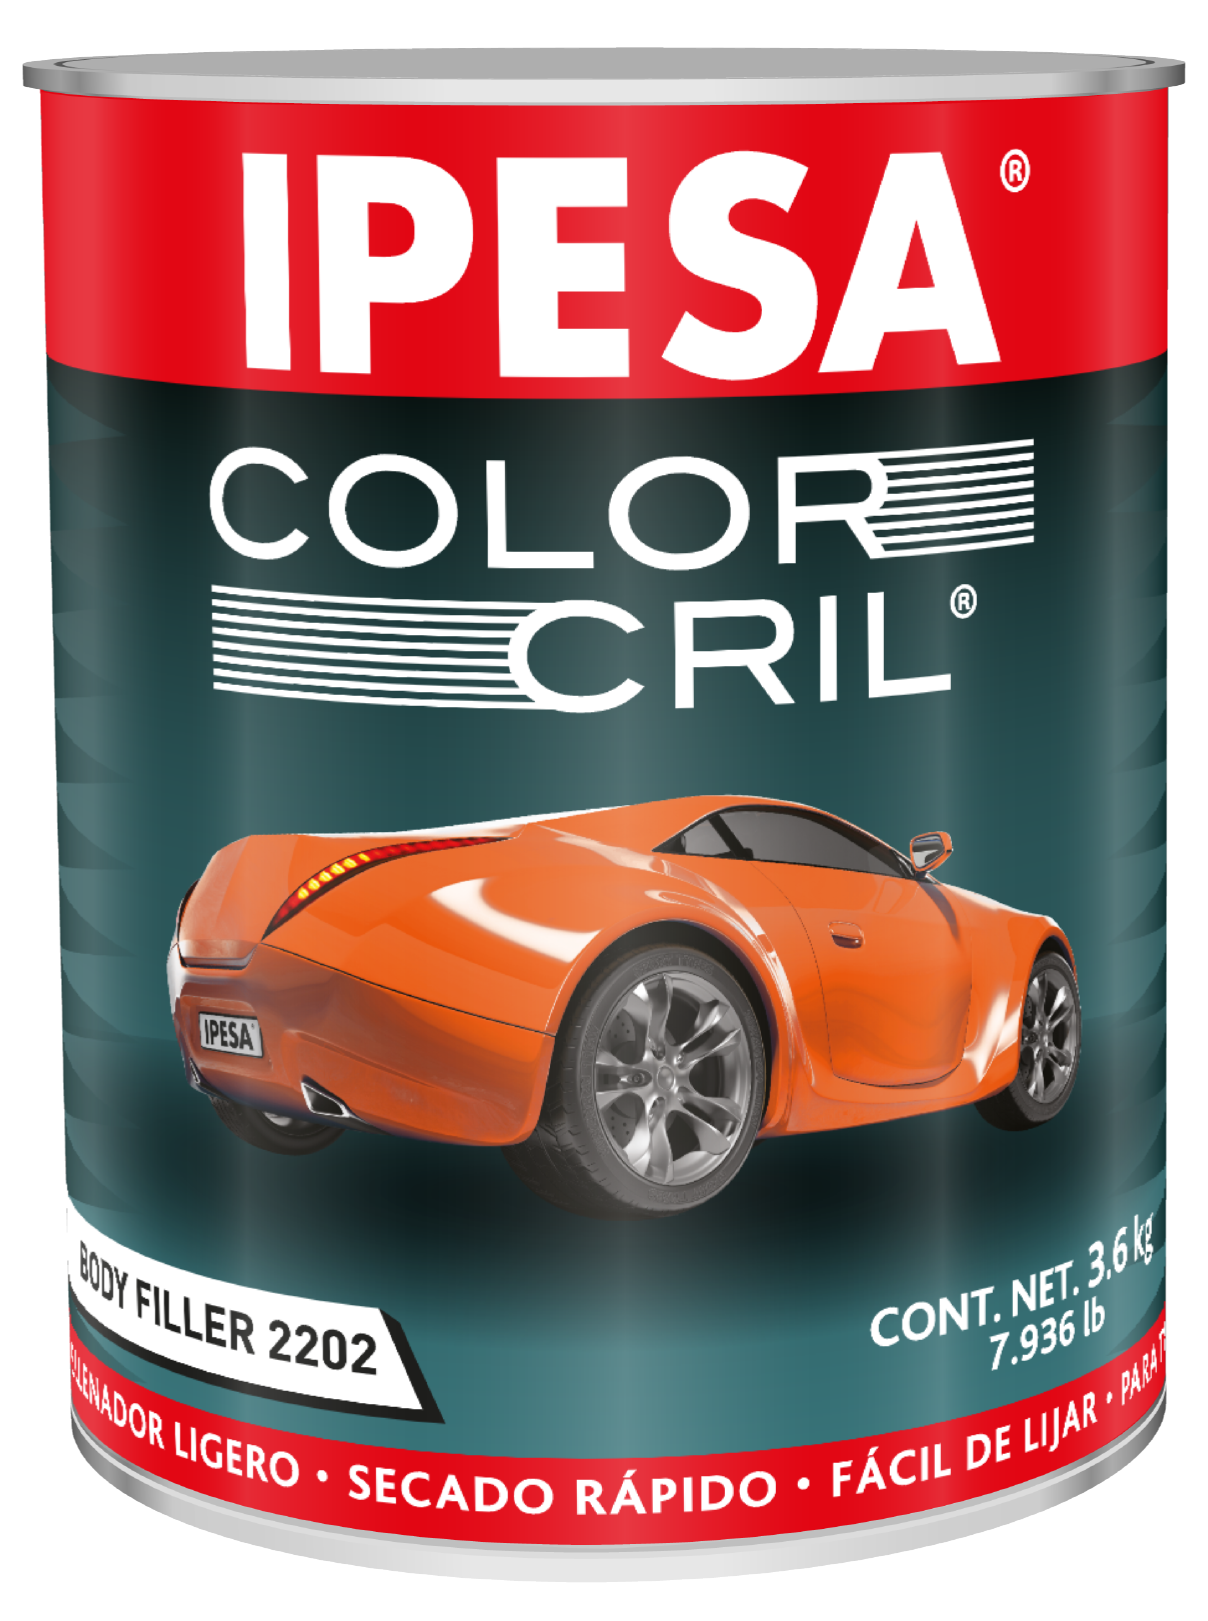 IPESA®
COLOR
CRIL®
IPESA
BODY FILLER 2202
CONT. NET. 3.6 kg
7.936 lb
LIGERO • SECADO RÁPIDO • FÁCIL DE LIJAR • PARA